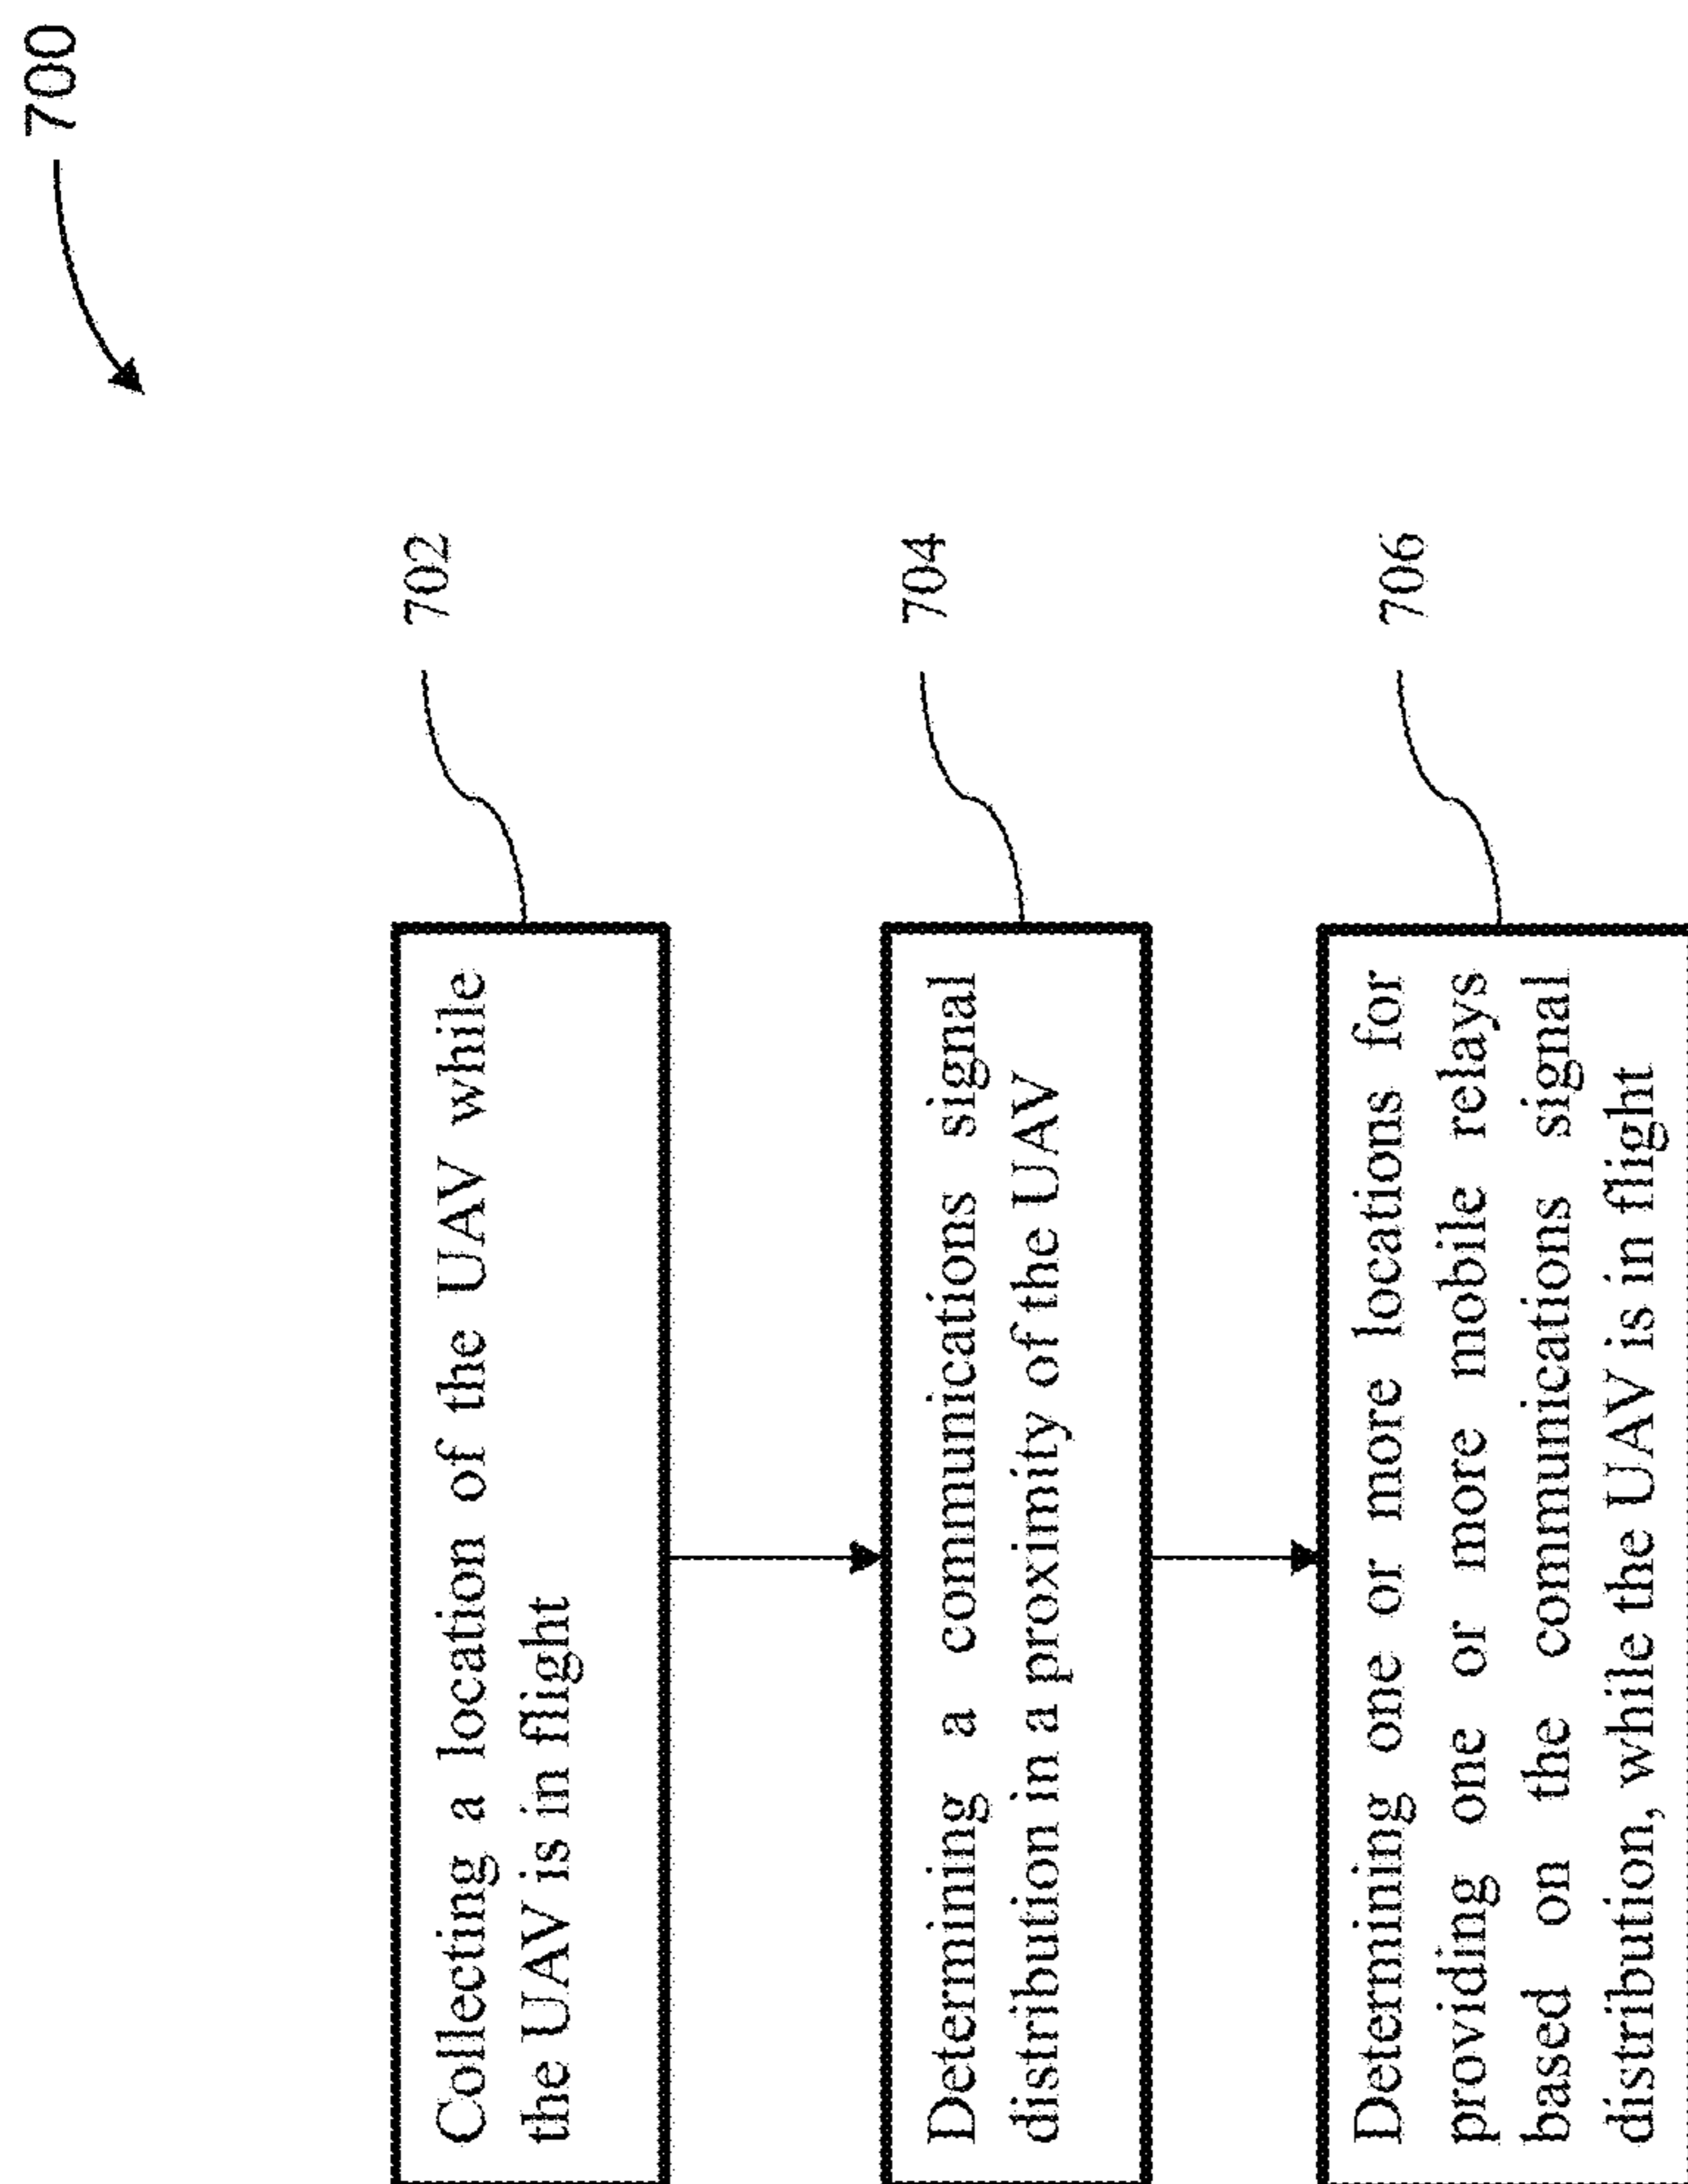 700
702
Collecting a location of the UAV while
the UAV is in flight
704
Determining a communications signal
distribution in a proximity of the UAV
706
Determining one or more locations for
providing one or more mobile relays
based on the communications signal
distribution, while the UAV is in flight